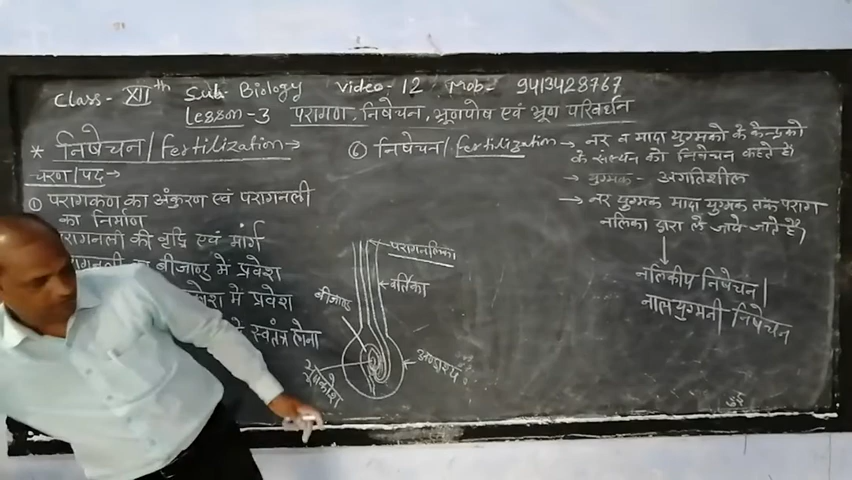 Class- XIIth Sub- Biology Video-12 Mob- 9413428767
Lesson-3 परागण, निषेचन, भ्रूणपोष एवं भ्रूण परिवर्धन
* निषेचन/fertilization→
चरण/पद→
① परागकण का अंकुरण एवं परागनली
का निर्माण
परागनली की वृद्धि एवं मार्ग
बीजाण्ड में प्रवेश
में प्रवेश
स्वतंत्र होना
⑥ निषेचन/fertilization→ नर व मादा युग्मको के केन्द्रको
के संलयन को निषेचन कहते हैं
→ युग्मक- अगतिशील
→ नर युग्मक मादा युग्मक तक पराग
नलिका द्वारा ले जाये जाते हैं
नलिकीय निषेचन।
नालयुग्मनी निषेचन
परागनलिका
वर्तिका
बीजाण्ड
अण्डाशय